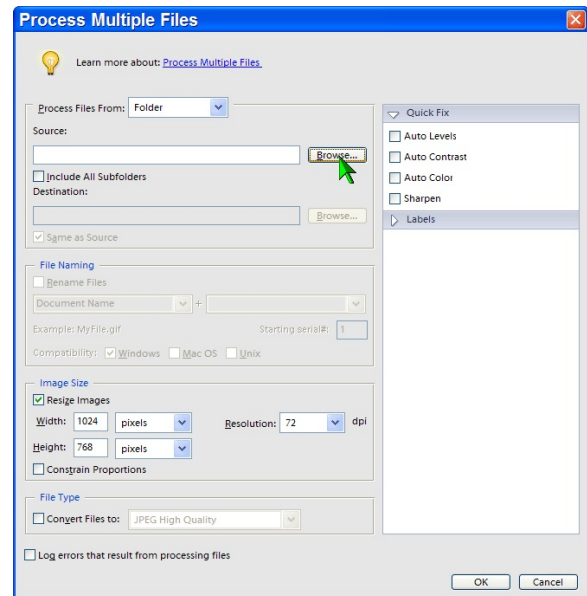 Process Multiple Files
Learn more about: Process Multiple Files
Process Files From: Folder
Source:
Browse...
Include All Subfolders
Destination:
Browse...
Same as Source
File Naming
Rename Files
Document Name +
Example: MyFile.gif Starting serial#: 1
Compatibility: Windows Mac OS Unix
Image Size
Resize Images
Width: 1024 pixels Resolution: 72 dpi
Height: 768 pixels
Constrain Proportions
File Type
Convert Files to: JPEG High Quality
Log errors that result from processing files
Quick Fix
Auto Levels
Auto Contrast
Auto Color
Sharpen
Labels
OK Cancel